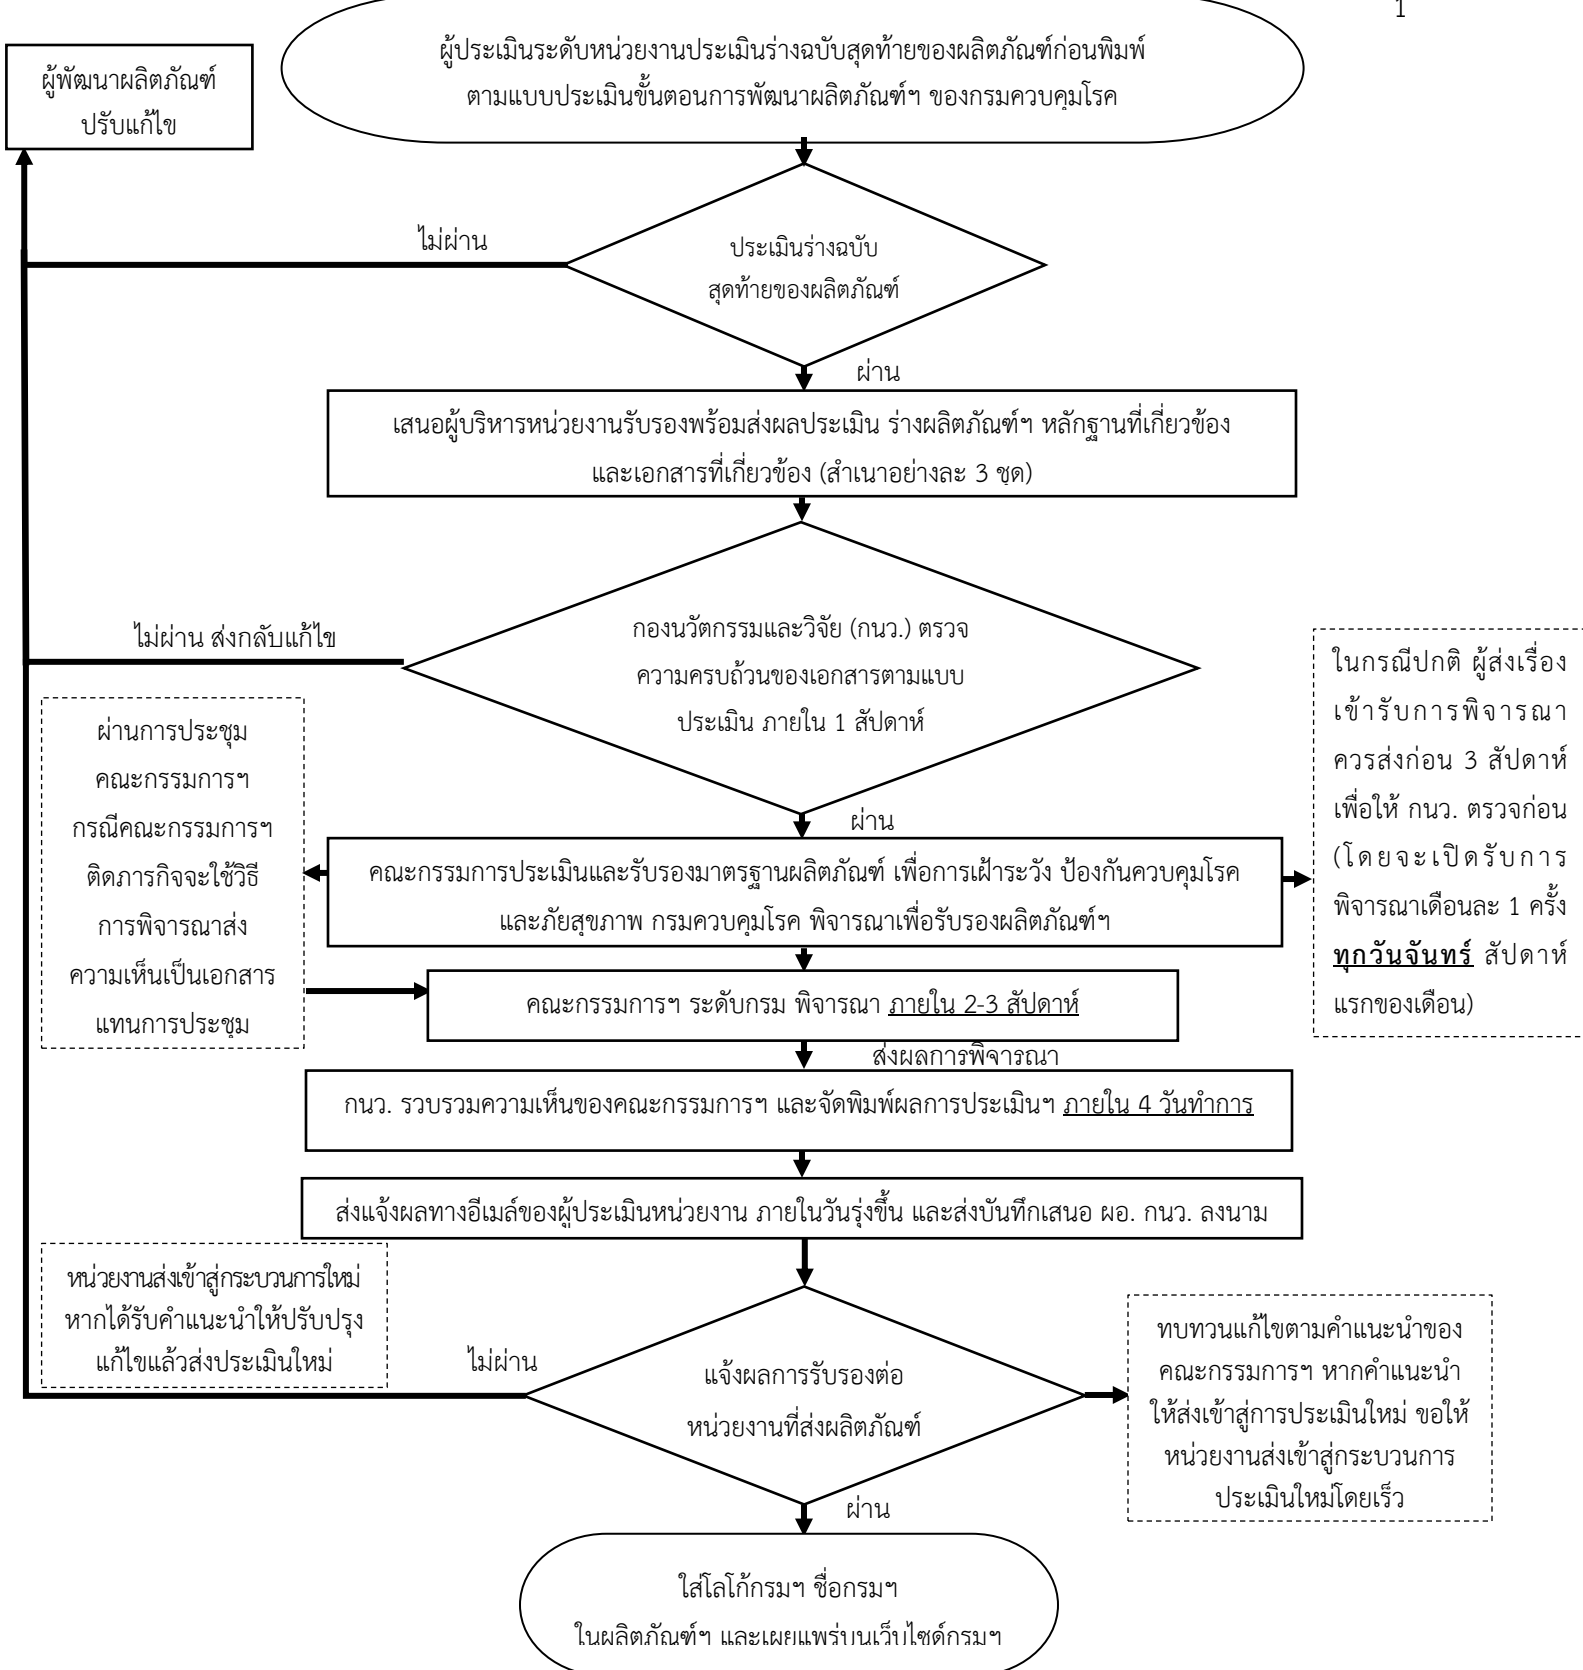 1
ผู้ประเมินระดับหน่วยงานประเมินร่างฉบับสุดท้ายของผลิตภัณฑ์ก่อนพิมพ์
ตามแบบประเมินขั้นตอนการพัฒนาผลิตภัณฑ์ฯ ของกรมควบคุมโรค
ผู้พัฒนาผลิตภัณฑ์
ปรับแก้ไข
ไม่ผ่าน
ประเมินร่างฉบับ
สุดท้ายของผลิตภัณฑ์
ผ่าน
เสนอผู้บริหารหน่วยงานรับรองพร้อมส่งผลประเมิน ร่างผลิตภัณฑ์ฯ หลักฐานที่เกี่ยวข้อง
และเอกสารที่เกี่ยวข้อง (สำเนาอย่างละ 3 ชุด)
ไม่ผ่าน ส่งกลับแก้ไข
กองนวัตกรรมและวิจัย (กนว.) ตรวจ
ความครบถ้วนของเอกสารตามแบบ
ประเมิน ภายใน 1 สัปดาห์
ในกรณีปกติ ผู้ส่งเรื่อง
เข้ารับการพิจารณา
ควรส่งก่อน 3 สัปดาห์
เพื่อให้ กนว. ตรวจก่อน
(โดยจะเปิดรับการ
พิจารณาเดือนละ 1 ครั้ง
ทุกวันจันทร์ สัปดาห์
แรกของเดือน)
ผ่านการประชุม
คณะกรรมการฯ
กรณีคณะกรรมการฯ
ติดภารกิจจะใช้วิธี
การพิจารณาส่ง
ความเห็นเป็นเอกสาร
แทนการประชุม
ผ่าน
คณะกรรมการประเมินและรับรองมาตรฐานผลิตภัณฑ์ เพื่อการเฝ้าระวัง ป้องกันควบคุมโรค
และภัยสุขภาพ กรมควบคุมโรค พิจารณาเพื่อรับรองผลิตภัณฑ์ฯ
คณะกรรมการฯ ระดับกรม พิจารณา ภายใน 2-3 สัปดาห์
ส่งผลการพิจารณา
กนว. รวบรวมความเห็นของคณะกรรมการฯ และจัดพิมพ์ผลการประเมินฯ ภายใน 4 วันทำการ
ส่งแจ้งผลทางอีเมล์ของผู้ประเมินหน่วยงาน ภายในวันรุ่งขึ้น และส่งบันทึกเสนอ ผอ. กนว. ลงนาม
หน่วยงานส่งเข้าสู่กระบวนการใหม่
หากได้รับคำแนะนำให้ปรับปรุง
แก้ไขแล้วส่งประเมินใหม่
ไม่ผ่าน
แจ้งผลการรับรองต่อ
หน่วยงานที่ส่งผลิตภัณฑ์
ทบทวนแก้ไขตามคำแนะนำของ
คณะกรรมการฯ หากคำแนะนำ
ให้ส่งเข้าสู่การประเมินใหม่ ขอให้
หน่วยงานส่งเข้าสู่กระบวนการ
ประเมินใหม่โดยเร็ว
ผ่าน
ใส่โลโก้กรมฯ ชื่อกรมฯ
ในผลิตภัณฑ์ฯ และเผยแพร่บนเว็บไซด์กรมฯ